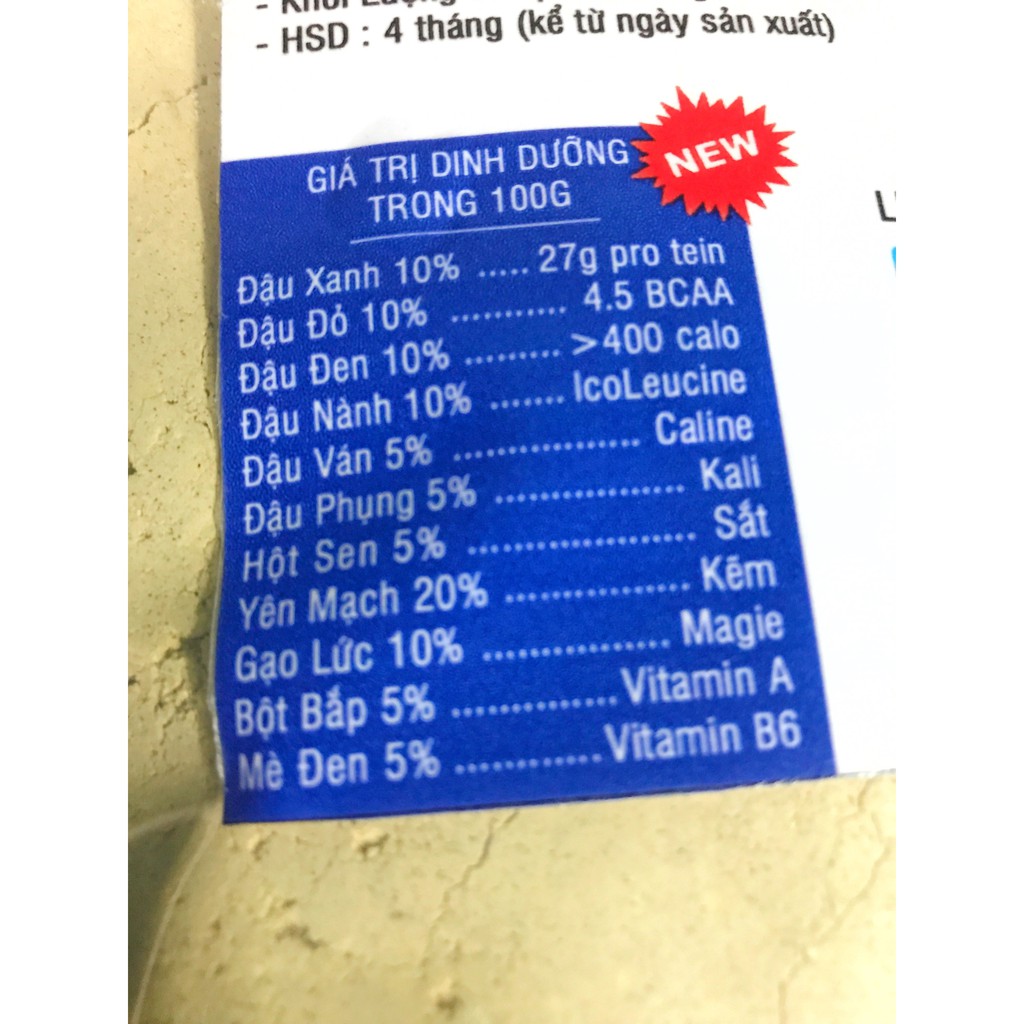 - HSD : 4 tháng (kể từ ngày sản xuất)
NEW
GIÁ TRỊ DINH DƯỠNG
TRONG 100G
Đậu Xanh 10% ..... 27g pro tein
Đậu Đỏ 10% ........... 4.5 BCAA
Đậu Đen 10% ......... >400 calo
Đậu Nành 10% ....... IcoLeucine
Đậu Ván 5% .................. Caline
Đậu Phụng 5% .................. Kali
Hột Sen 5% ...................... Sắt
Yên Mạch 20% .................. Kẽm
Gạo Lức 10% .................. Magie
Bột Bắp 5% ................ Vitamin A
Mè Đen 5% .............. Vitamin B6